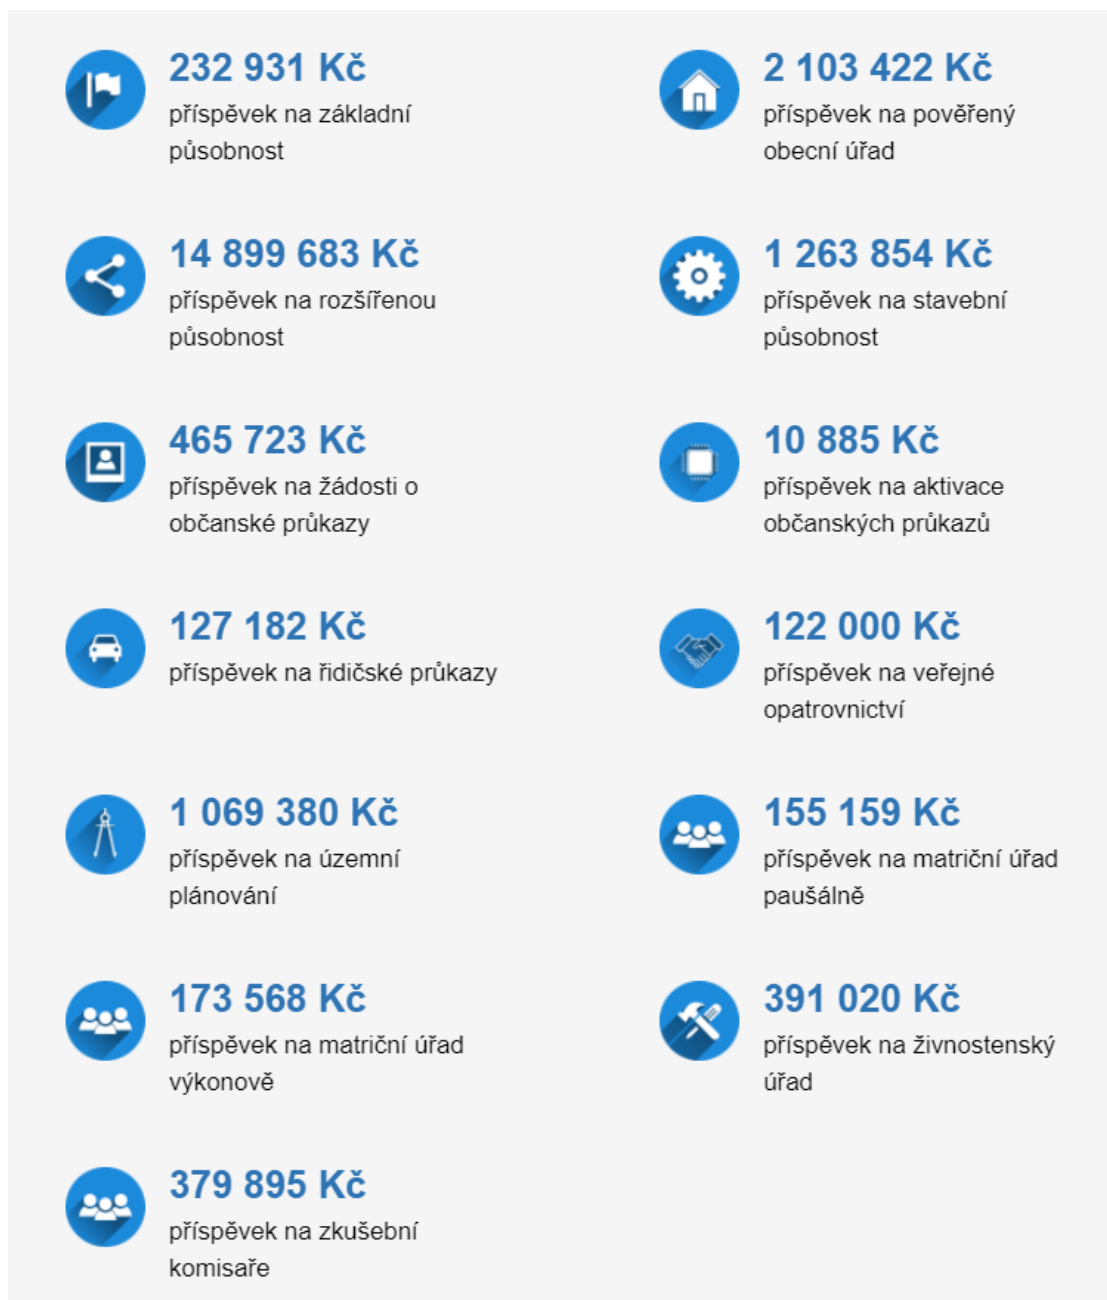 232 931 Kč
příspěvek na základní
působnost
2 103 422 Kč
příspěvek na pověřený
obecní úřad
14 899 683 Kč
příspěvek na rozšířenou
působnost
1 263 854 Kč
příspěvek na stavební
působnost
465 723 Kč
příspěvek na žádosti o
občanské průkazy
10 885 Kč
příspěvek na aktivace
občanských průkazů
127 182 Kč
příspěvek na řidičské průkazy
122 000 Kč
příspěvek na veřejné
opatrovnictví
1 069 380 Kč
příspěvek na územní
plánování
155 159 Kč
příspěvek na matriční úřad
paušálně
173 568 Kč
příspěvek na matriční úřad
výkonově
391 020 Kč
příspěvek na živnostenský
úřad
379 895 Kč
příspěvek na zkušební
komisaře